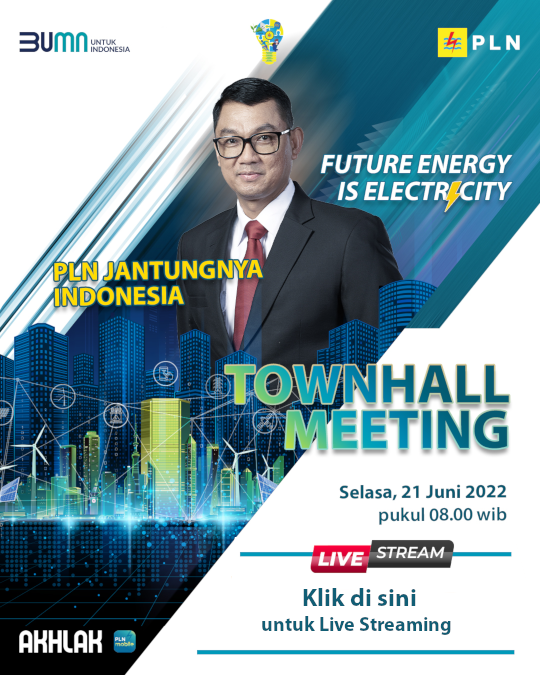 BUMN UNTUK
INDONESIA
PLN
FUTURE ENERGY
IS ELECTRICITY
PLN JANTUNGNYA
INDONESIA
TOWNHALL
MEETING
Selasa, 21 Juni 2022
pukul 08.00 wib
LIVE STREAM
Klik di sini
untuk Live Streaming
AKHLAK
PLN
mobile